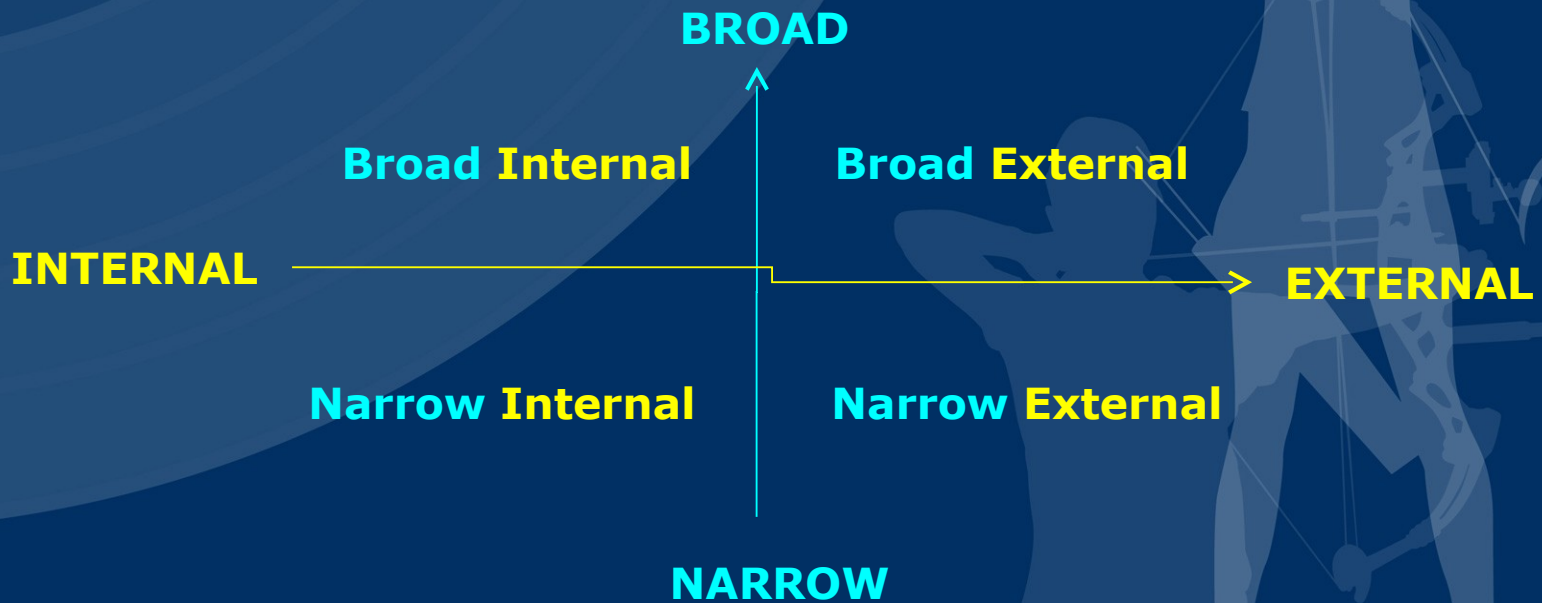 BROAD
Broad Internal
Broad External
INTERNAL
EXTERNAL
Narrow Internal
Narrow External
NARROW